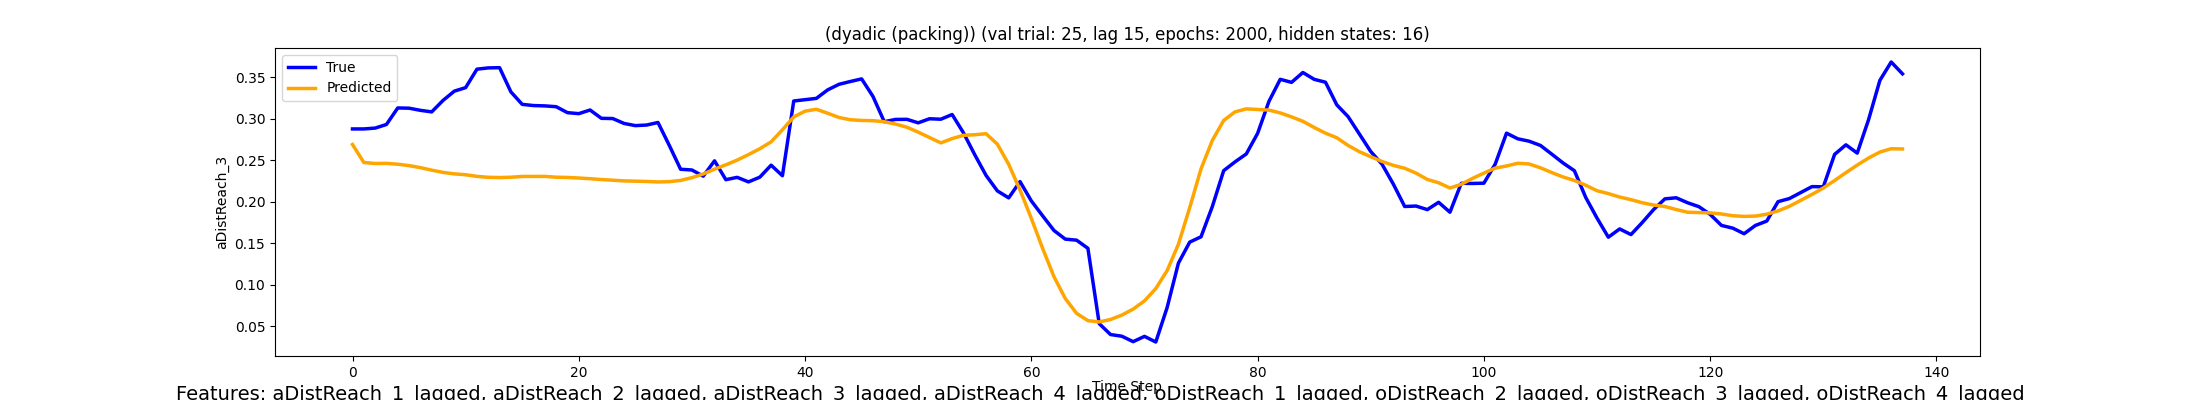 (dyadic (packing)) (val trial: 25, lag 15, epochs: 2000, hidden states: 16)
True
Predicted
0.35
0.30
0.25
0.20
0.15
0.10
0.05
aDistReach_3
0 20 40 60 80 100 120 140
Time Step
Features: aDistReach_1_lagged, aDistReach_2_lagged, aDistReach_3_lagged, aDistReach_4_lagged, oDistReach_1_lagged, oDistReach_2_lagged, oDistReach_3_lagged, oDistReach_4_lagged